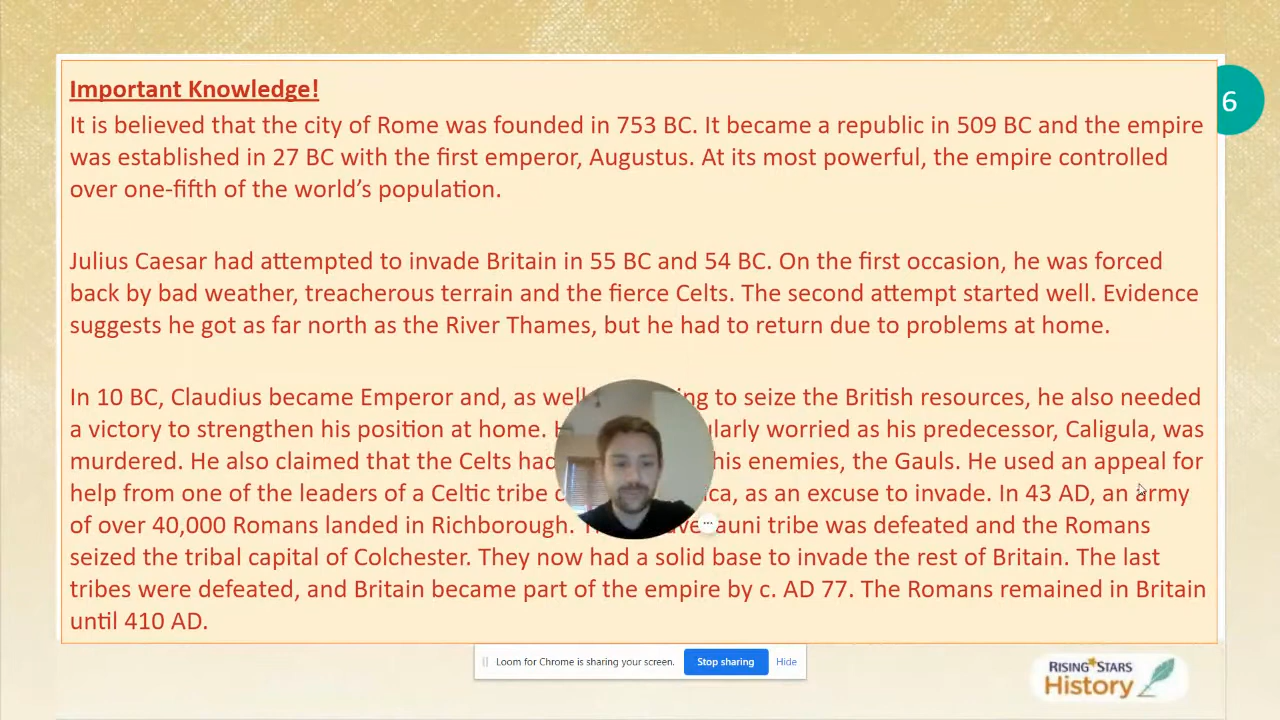 Important Knowledge!
6
It is believed that the city of Rome was founded in 753 BC. It became a republic in 509 BC and the empire
was established in 27 BC with the first emperor, Augustus. At its most powerful, the empire controlled
over one-fifth of the world's population.
Julius Caesar had attempted to invade Britain in 55 BC and 54 BC. On the first occasion, he was forced
back by bad weather, treacherous terrain and the fierce Celts. The second attempt started well. Evidence
suggests he got as far north as the River Thames, but he had to return due to problems at home.
In 10 BC, Claudius became Emperor and, as well to seize the British resources, he also needed
a victory to strengthen his position at home. worried as his predecessor, Caligula, was
murdered. He also claimed that the Celts had his enemies, the Gauls. He used an appeal for
help from one of the leaders of a Celtic tribe as an excuse to invade. In 43 AD, an army
of over 40,000 Romans landed in Richborough. tribe was defeated and the Romans
seized the tribal capital of Colchester. They now had a solid base to invade the rest of Britain. The last
tribes were defeated, and Britain became part of the empire by c. AD 77. The Romans remained in Britain
until 410 AD.
Loom for Chrome is sharing your screen. Stop sharing Hide
RISING STARS
History